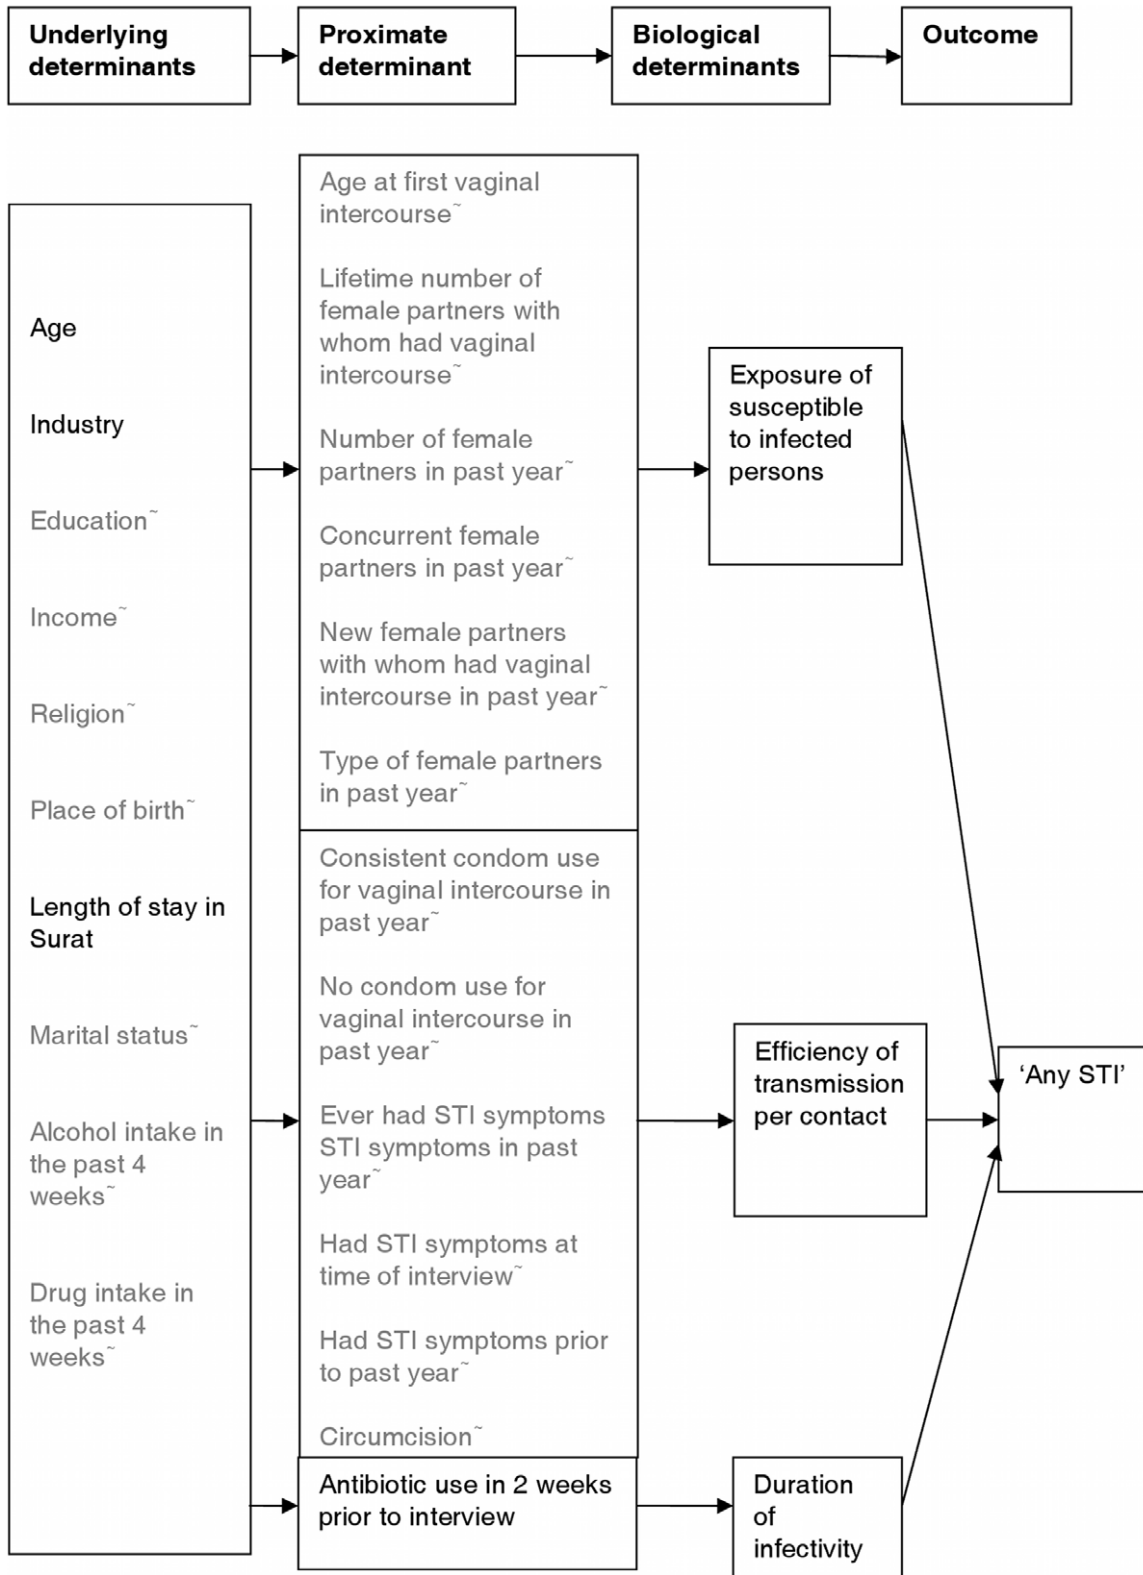 Underlying
determinants
Proximate
determinant
Biological
determinants
Outcome
Age
Industry
Education~
Income~
Religion~
Place of birth~
Length of stay in
Surat
Marital status~
Alcohol intake in
the past 4
weeks~
Drug intake in
the past 4
weeks~
Age at first vaginal
intercourse~
Lifetime number of
female partners with
whom had vaginal
intercourse~
Number of female
partners in past year~
Concurrent female
partners in past year~
New female partners
with whom had vaginal
intercourse in past year~
Type of female partners
in past year~
Consistent condom use
for vaginal intercourse in
past year~
No condom use for
vaginal intercourse in
past year~
Ever had STI symptoms
STI symptoms in past
year~
Had STI symptoms at
time of interview~
Had STI symptoms prior
to past year~
Circumcision~
Antibiotic use in 2 weeks
prior to interview
Exposure of
susceptible
to infected
persons
Efficiency of
transmission
per contact
Duration
of
infectivity
‘Any STI’